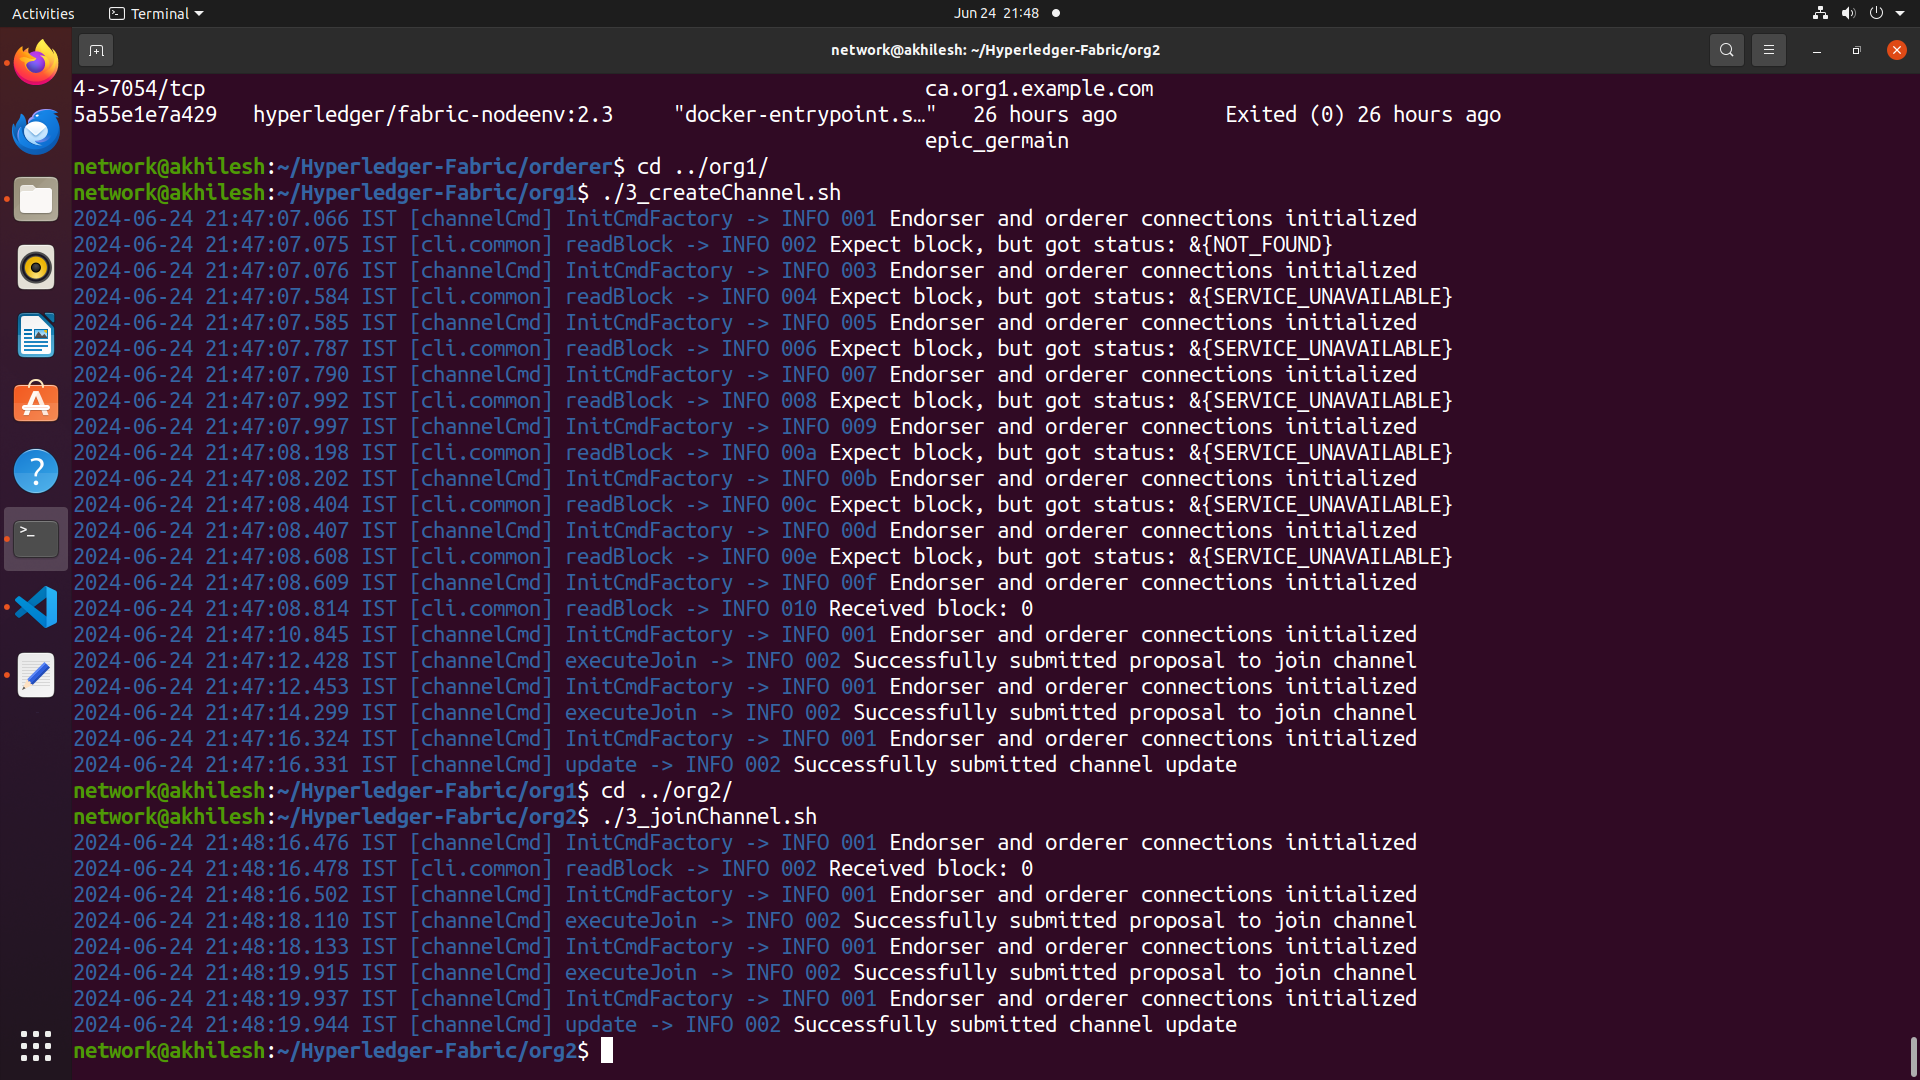 Activities
Terminal
Jun 24 21:48
network@akhilesh: ~/Hyperledger-Fabric/org2
4->7054/tcp ca.org1.example.com
5a55e1e7a429 hyperledger/fabric-nodeenv:2.3 "docker-entrypoint.s…" 26 hours ago Exited (0) 26 hours ago
epic_germain
network@akhilesh:~/Hyperledger-Fabric/orderer$ cd ../org1/
network@akhilesh:~/Hyperledger-Fabric/org1$ ./3_createChannel.sh
2024-06-24 21:47:07.066 IST [channelCmd] InitCmdFactory -> INFO 001 Endorser and orderer connections initialized
2024-06-24 21:47:07.075 IST [cli.common] readBlock -> INFO 002 Expect block, but got status: &{NOT_FOUND}
2024-06-24 21:47:07.076 IST [channelCmd] InitCmdFactory -> INFO 003 Endorser and orderer connections initialized
2024-06-24 21:47:07.584 IST [cli.common] readBlock -> INFO 004 Expect block, but got status: &{SERVICE_UNAVAILABLE}
2024-06-24 21:47:07.585 IST [channelCmd] InitCmdFactory -> INFO 005 Endorser and orderer connections initialized
2024-06-24 21:47:07.787 IST [cli.common] readBlock -> INFO 006 Expect block, but got status: &{SERVICE_UNAVAILABLE}
2024-06-24 21:47:07.790 IST [channelCmd] InitCmdFactory -> INFO 007 Endorser and orderer connections initialized
2024-06-24 21:47:07.992 IST [cli.common] readBlock -> INFO 008 Expect block, but got status: &{SERVICE_UNAVAILABLE}
2024-06-24 21:47:07.997 IST [channelCmd] InitCmdFactory -> INFO 009 Endorser and orderer connections initialized
2024-06-24 21:47:08.198 IST [cli.common] readBlock -> INFO 00a Expect block, but got status: &{SERVICE_UNAVAILABLE}
2024-06-24 21:47:08.202 IST [channelCmd] InitCmdFactory -> INFO 00b Endorser and orderer connections initialized
2024-06-24 21:47:08.404 IST [cli.common] readBlock -> INFO 00c Expect block, but got status: &{SERVICE_UNAVAILABLE}
2024-06-24 21:47:08.407 IST [channelCmd] InitCmdFactory -> INFO 00d Endorser and orderer connections initialized
2024-06-24 21:47:08.608 IST [cli.common] readBlock -> INFO 00e Expect block, but got status: &{SERVICE_UNAVAILABLE}
2024-06-24 21:47:08.609 IST [channelCmd] InitCmdFactory -> INFO 00f Endorser and orderer connections initialized
2024-06-24 21:47:08.814 IST [cli.common] readBlock -> INFO 010 Received block: 0
2024-06-24 21:47:10.845 IST [channelCmd] InitCmdFactory -> INFO 001 Endorser and orderer connections initialized
2024-06-24 21:47:12.428 IST [channelCmd] executeJoin -> INFO 002 Successfully submitted proposal to join channel
2024-06-24 21:47:12.453 IST [channelCmd] InitCmdFactory -> INFO 001 Endorser and orderer connections initialized
2024-06-24 21:47:14.299 IST [channelCmd] executeJoin -> INFO 002 Successfully submitted proposal to join channel
2024-06-24 21:47:16.324 IST [channelCmd] InitCmdFactory -> INFO 001 Endorser and orderer connections initialized
2024-06-24 21:47:16.331 IST [channelCmd] update -> INFO 002 Successfully submitted channel update
network@akhilesh:~/Hyperledger-Fabric/org1$ cd ../org2/
network@akhilesh:~/Hyperledger-Fabric/org2$ ./3_joinChannel.sh
2024-06-24 21:48:16.476 IST [channelCmd] InitCmdFactory -> INFO 001 Endorser and orderer connections initialized
2024-06-24 21:48:16.478 IST [cli.common] readBlock -> INFO 002 Received block: 0
2024-06-24 21:48:16.502 IST [channelCmd] InitCmdFactory -> INFO 001 Endorser and orderer connections initialized
2024-06-24 21:48:18.110 IST [channelCmd] executeJoin -> INFO 002 Successfully submitted proposal to join channel
2024-06-24 21:48:18.133 IST [channelCmd] InitCmdFactory -> INFO 001 Endorser and orderer connections initialized
2024-06-24 21:48:19.915 IST [channelCmd] executeJoin -> INFO 002 Successfully submitted proposal to join channel
2024-06-24 21:48:19.937 IST [channelCmd] InitCmdFactory -> INFO 001 Endorser and orderer connections initialized
2024-06-24 21:48:19.944 IST [channelCmd] update -> INFO 002 Successfully submitted channel update
network@akhilesh:~/Hyperledger-Fabric/org2$